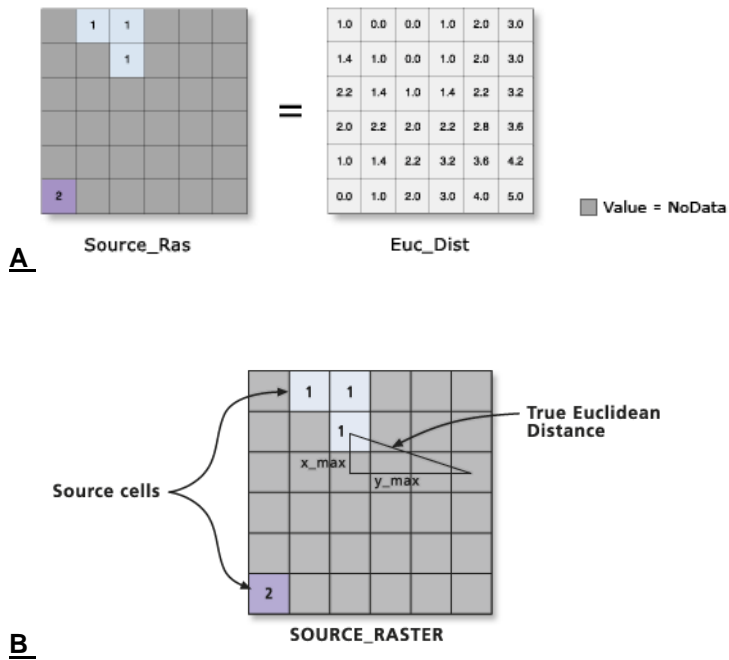 1 1
1
2
=
1.0 0.0 0.0 1.0 2.0 3.0
1.4 1.0 0.0 1.0 2.0 3.0
2.2 1.4 1.0 1.4 2.2 3.2
2.0 2.2 2.0 2.2 2.8 3.6
1.0 1.4 2.2 3.2 3.6 4.2
0.0 1.0 2.0 3.0 4.0 5.0
Value = NoData
Source_Ras
Euc_Dist
A
1 1
1
True Euclidean
Distance
x_max
y_max
Source cells
2
SOURCE_RASTER
B